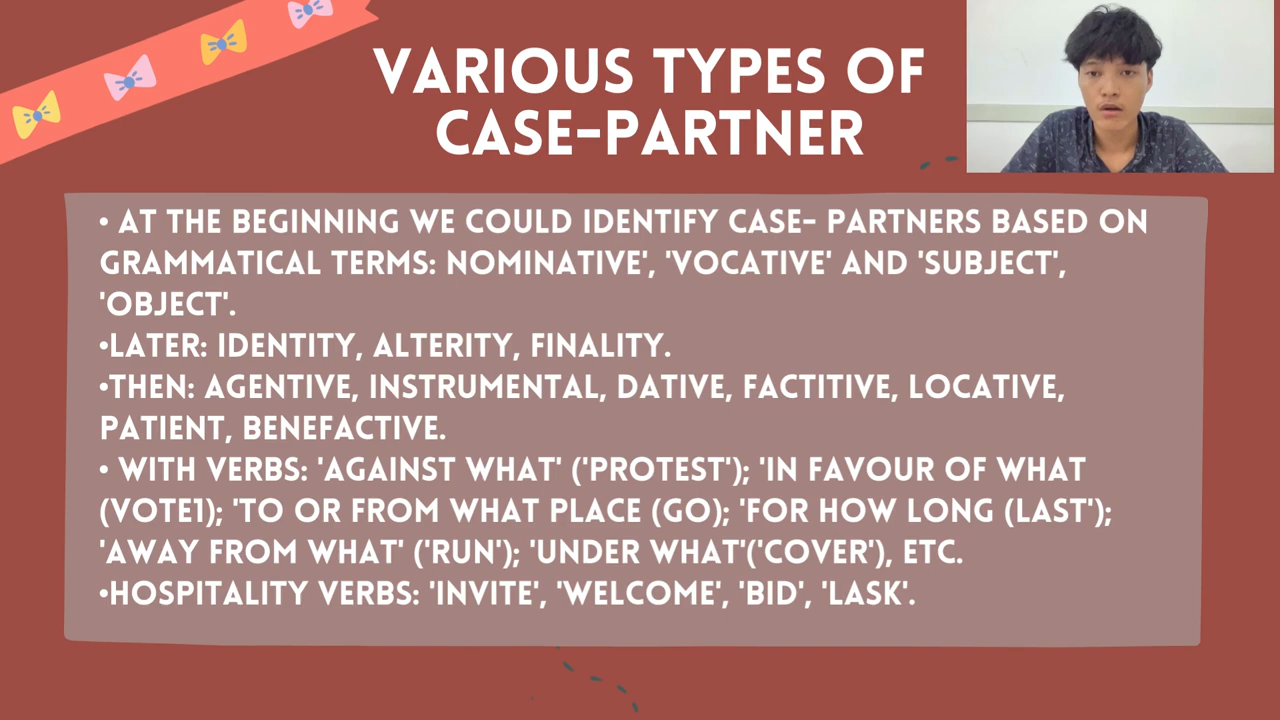 VARIOUS TYPES OF
CASE-PARTNER
• AT THE BEGINNING WE COULD IDENTIFY CASE- PARTNERS BASED ON
GRAMMATICAL TERMS: NOMINATIVE', 'VOCATIVE' AND 'SUBJECT',
'OBJECT'.
•LATER: IDENTITY, ALTERITY, FINALITY.
•THEN: AGENTIVE, INSTRUMENTAL, DATIVE, FACTITIVE, LOCATIVE,
PATIENT, BENEFACTIVE.
• WITH VERBS: 'AGAINST WHAT' ('PROTEST'); 'IN FAVOUR OF WHAT
(VOTE1); 'TO OR FROM WHAT PLACE (GO); 'FOR HOW LONG (LAST');
'AWAY FROM WHAT' ('RUN'); 'UNDER WHAT'('COVER'), ETC.
•HOSPITALITY VERBS: 'INVITE', 'WELCOME', 'BID', 'LASK'.